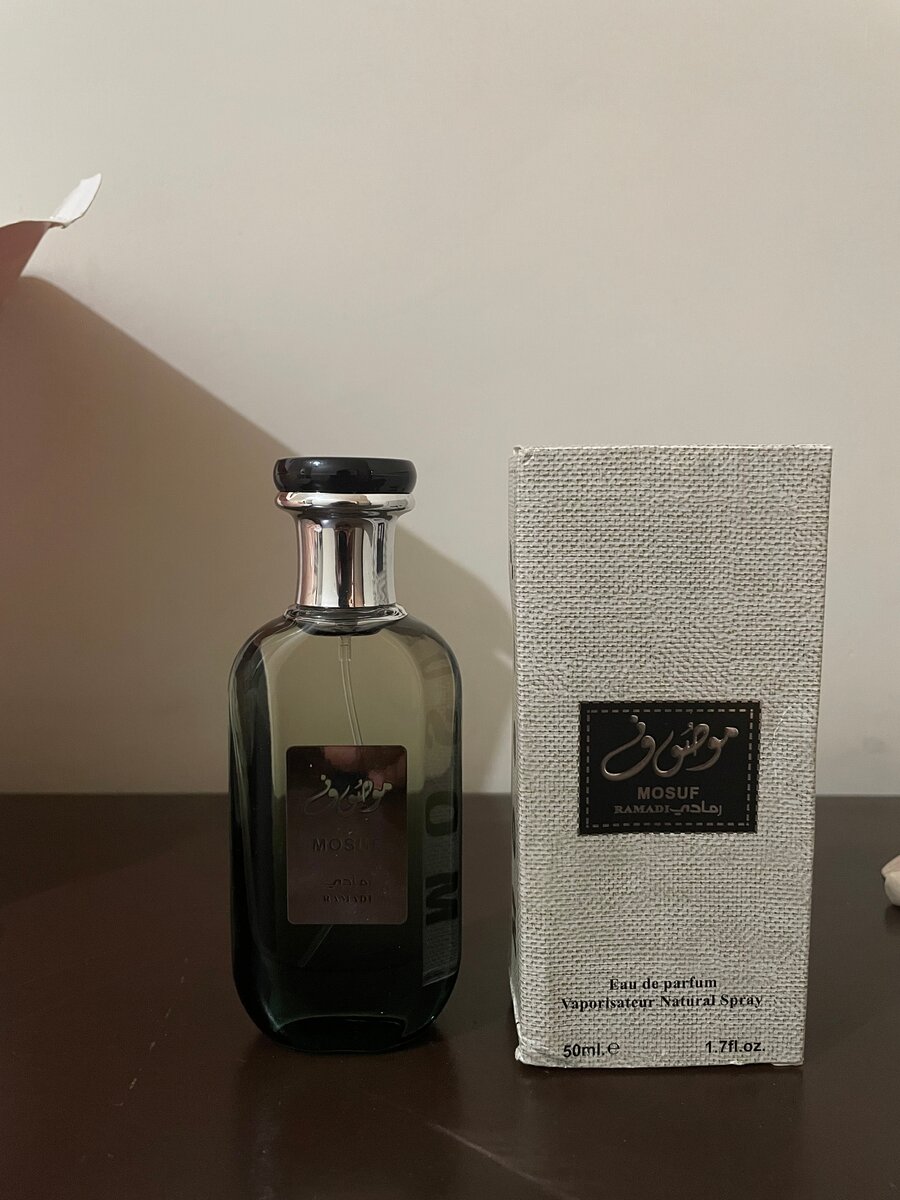 موصوف
MOSUF
رمادي
RAMADI
موصوف
MOSUF
RAMADI رمادي
Eau de parfum
Vaporisateur Natural Spray
50ml.e 1.7fl.oz.